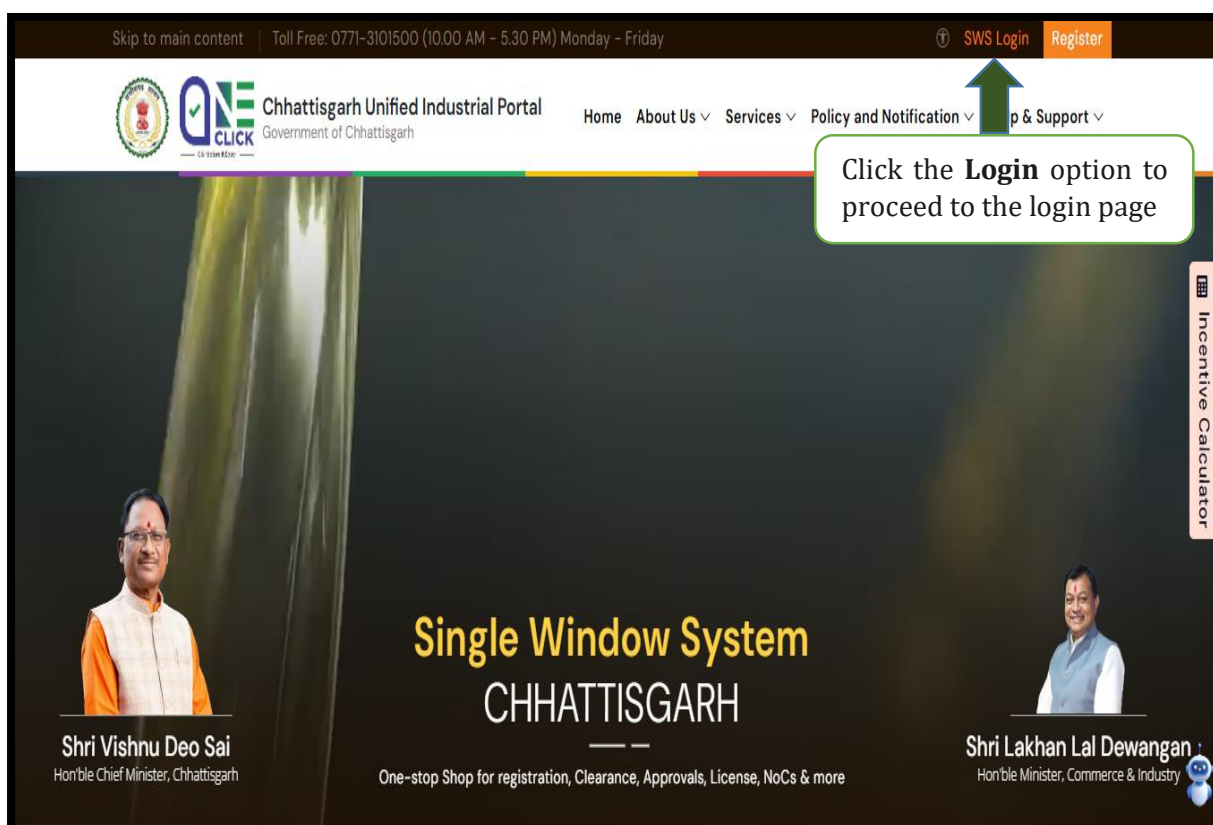 Skip to main content | Toll Free: 0771-3101500 (10.00 AM - 5.30 PM) Monday - Friday
SWS Login Register
ONE
CLICK
Chhattisgarh Unified Industrial Portal
Government of Chhattisgarh
Home About Us Services Policy and Notification p & Support
Click the Login option to
proceed to the login page
Incentive Calculator
Single Window System
CHHATTISGARH
One-stop Shop for registration, Clearance, Approvals, License, NoCs & more
Shri Vishnu Deo Sai
Hon'ble Chief Minister, Chhattisgarh
Shri Lakhan Lal Dewangan
Hon'ble Minister, Commerce & Industry